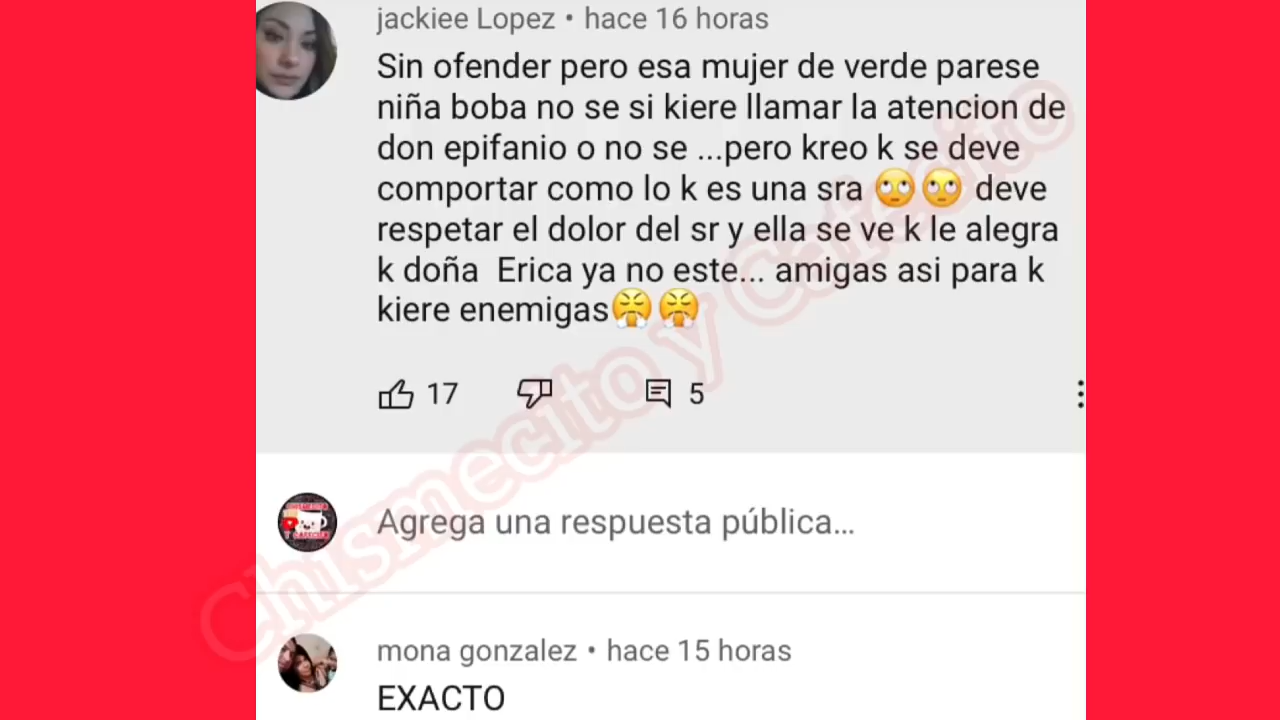 jackiee Lopez • hace 16 horas
Sin ofender pero esa mujer de verde parese
niña boba no se si kiere llamar la atencion de
don epifanio o no se ...pero kreo k se deve
comportar como lo k es una sra 🙄🙄 deve
respetar el dolor del sr y ella se ve k le alegra
k doña Erica ya no este... amigas asi para k
kiere enemigas😤😤
17
5
Chismecito y Cafecito
Agrega una respuesta pública...
mona gonzalez • hace 15 horas
EXACTO